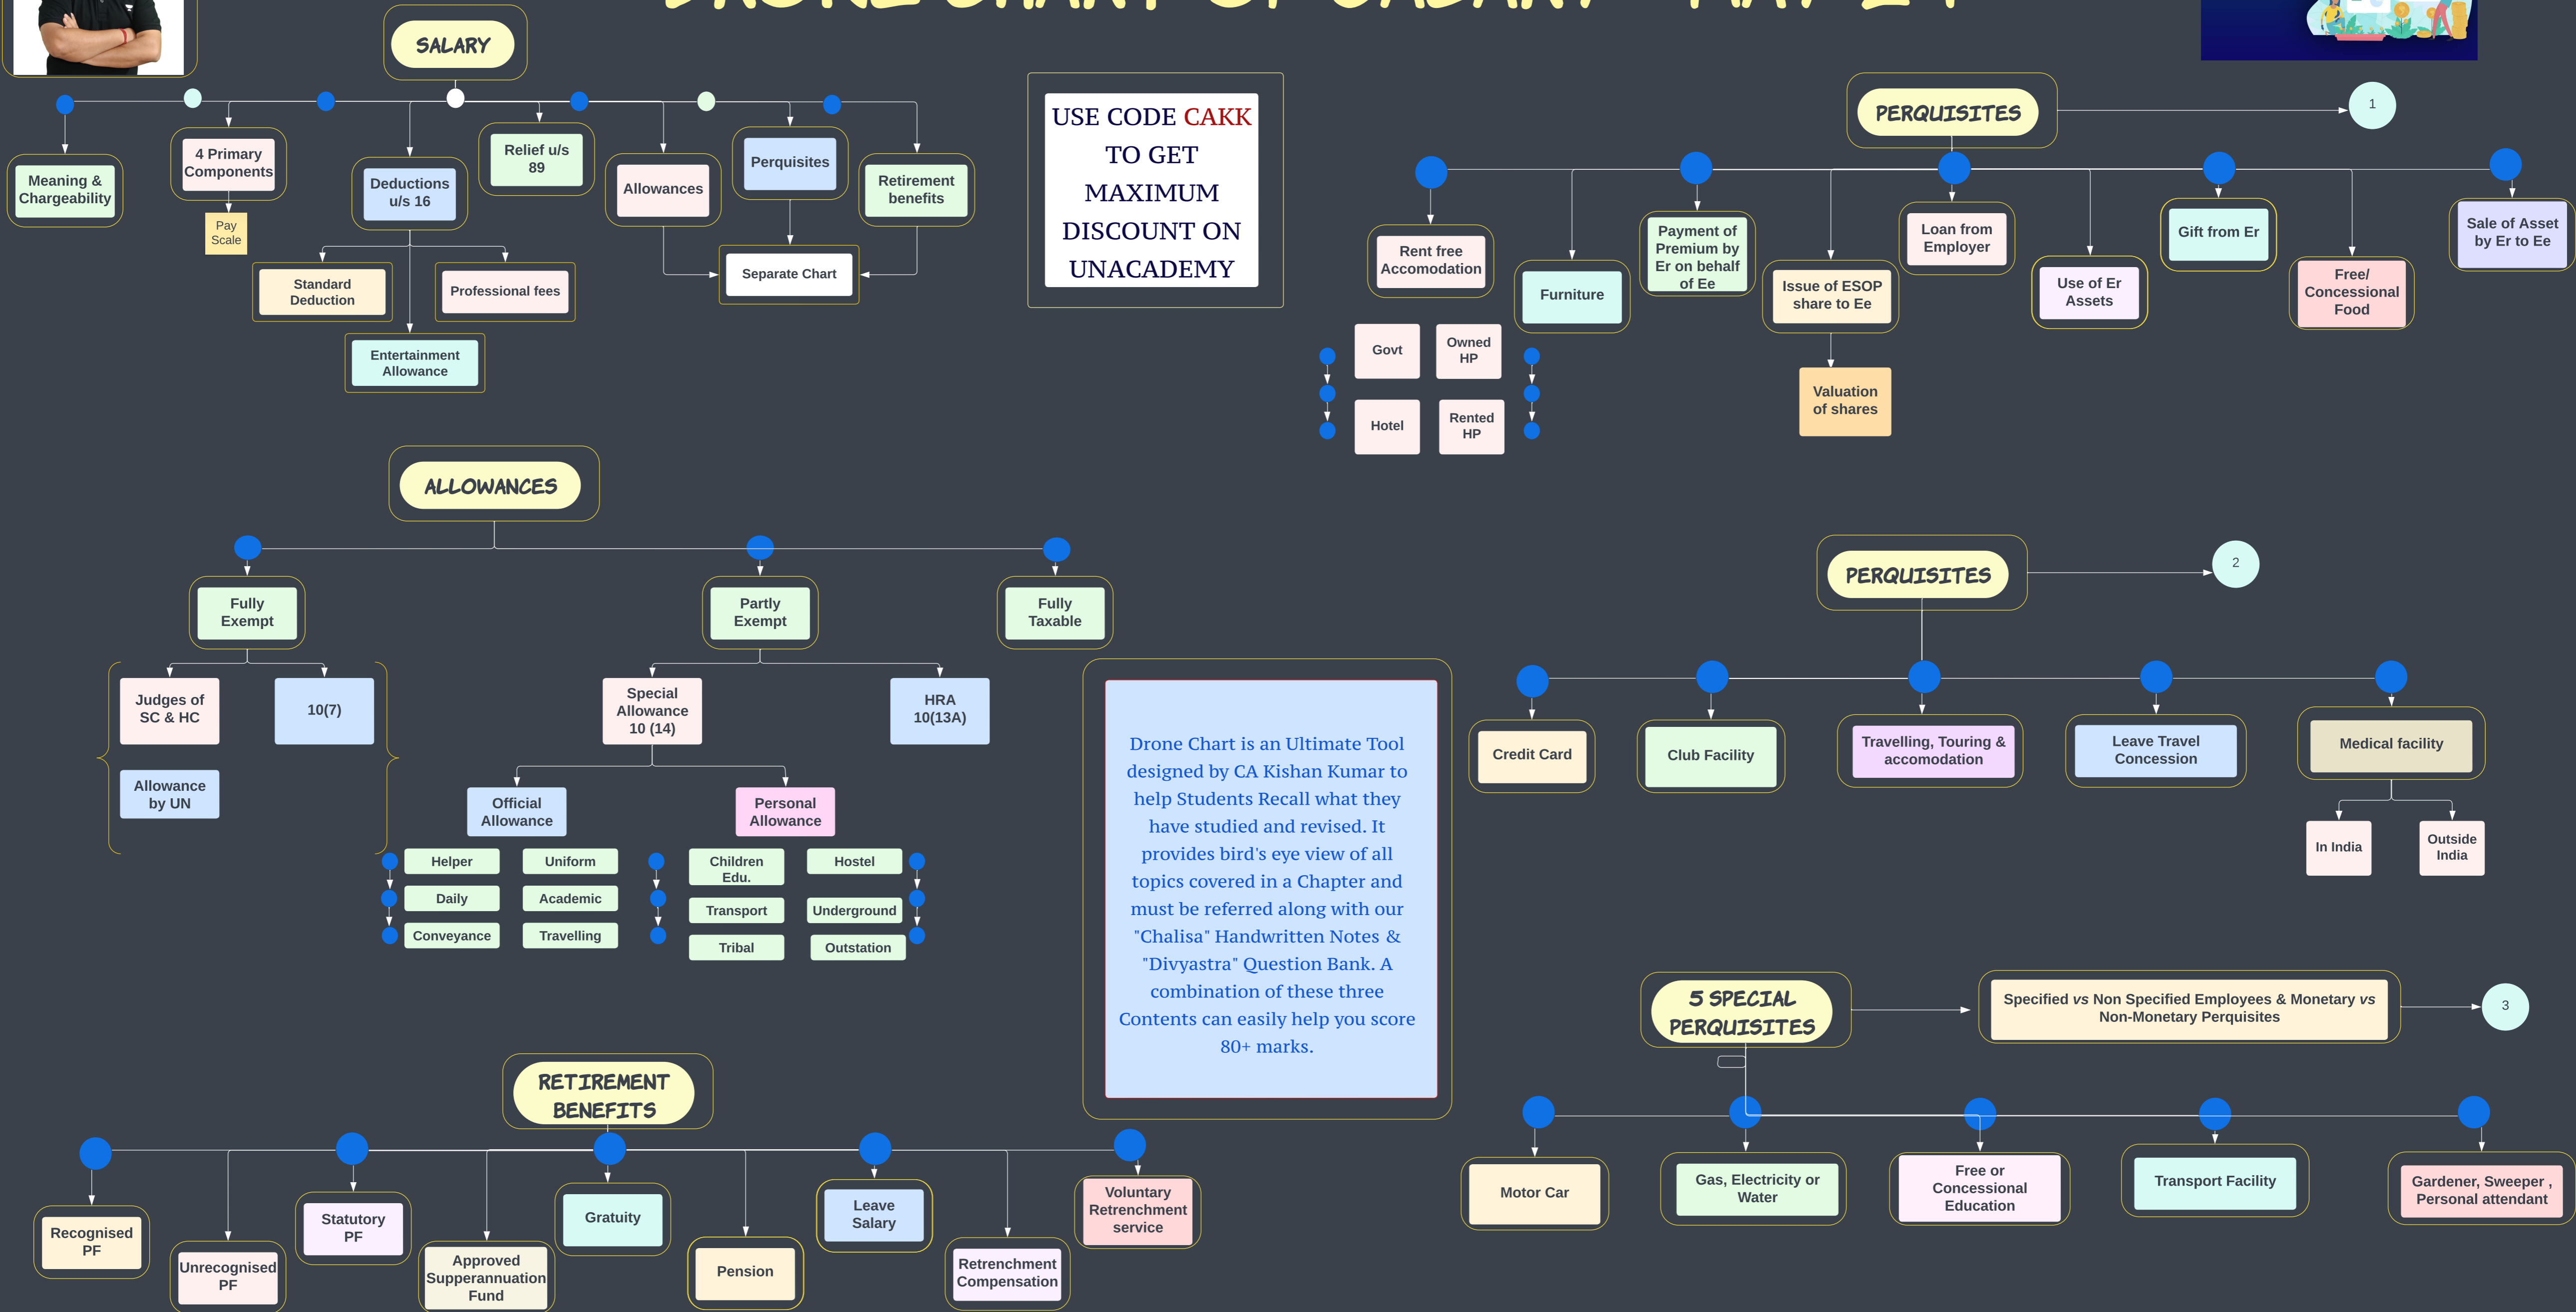 SALARY
Meaning &
Chargeability
4 Primary
Components
Pay
Scale
Deductions
u/s 16
Relief u/s
89
Allowances
Perquisites
Retirement
benefits
Separate Chart
Standard
Deduction
Professional fees
Entertainment
Allowance
USE CODE CAKK
TO GET
MAXIMUM
DISCOUNT ON
UNACADEMY
PERQUISITES
1
Rent free
Accomodation
Furniture
Payment of
Premium by
Er on behalf
of Ee
Issue of ESOP
share to Ee
Loan from
Employer
Use of Er
Assets
Gift from Er
Free/
Concessional
Food
Sale of Asset
by Er to Ee
Govt
Owned
HP
Hotel
Rented
HP
Valuation
of shares
ALLOWANCES
Fully
Exempt
Partly
Exempt
Fully
Taxable
Judges of
SC & HC
10(7)
Allowance
by UN
Special
Allowance
10 (14)
HRA
10(13A)
Official
Allowance
Personal
Allowance
Helper
Uniform
Daily
Academic
Conveyance
Travelling
Children
Edu.
Hostel
Transport
Underground
Tribal
Outstation
Drone Chart is an Ultimate Tool
designed by CA Kishan Kumar to
help Students Recall what they
have studied and revised. It
provides bird's eye view of all
topics covered in a Chapter and
must be referred along with our
"Chalisa" Handwritten Notes &
"Divyastra" Question Bank. A
combination of these three
Contents can easily help you score
80+ marks.
PERQUISITES
2
Credit Card
Club Facility
Travelling, Touring &
accomodation
Leave Travel
Concession
Medical facility
In India
Outside
India
5 SPECIAL
PERQUISITES
Specified vs Non Specified Employees & Monetary vs
Non-Monetary Perquisites
3
Motor Car
Gas, Electricity or
Water
Free or
Concessional
Education
Transport Facility
Gardener, Sweeper ,
Personal attendant
RETIREMENT
BENEFITS
Recognised
PF
Unrecognised
PF
Statutory
PF
Approved
Supperannuation
Fund
Gratuity
Pension
Leave
Salary
Retrenchment
Compensation
Voluntary
Retrenchment
service